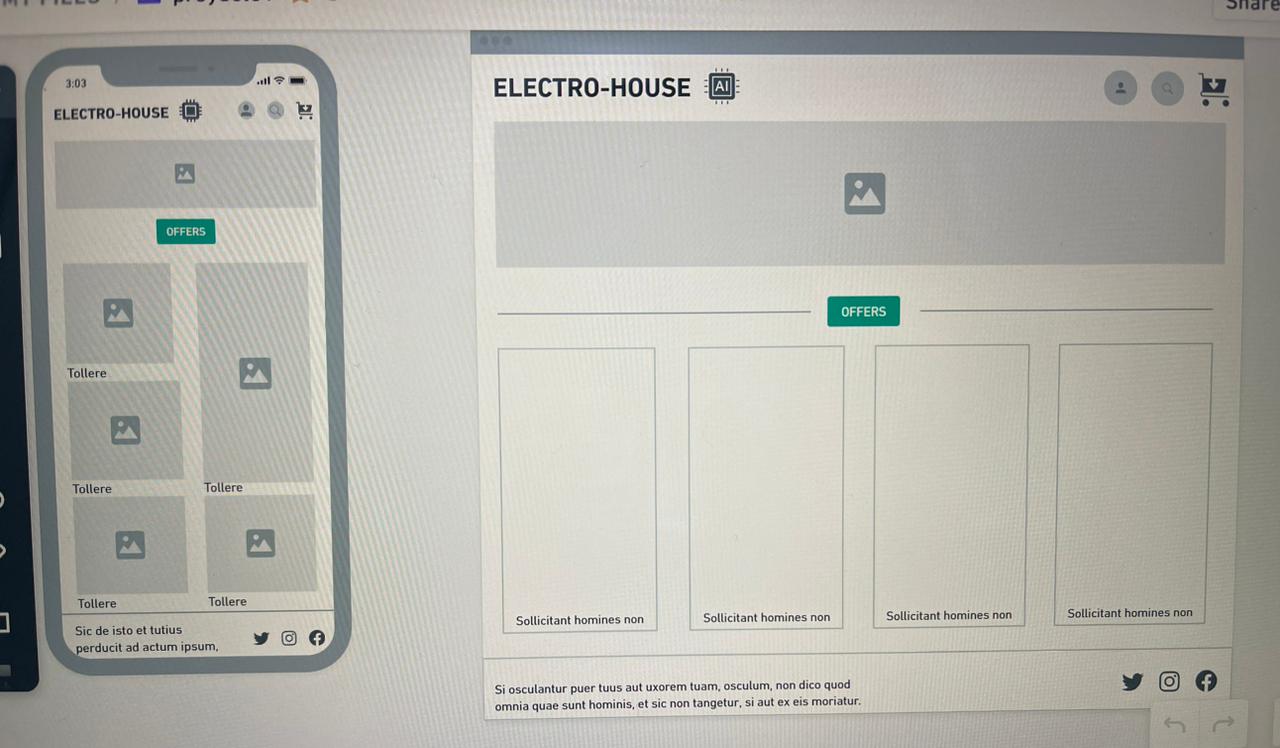 Share
3:03
ELECTRO-HOUSE
OFFERS
Tollere
Tollere
Tollere
Tollere
Tollere
Sic de isto et tutius
perducit ad actum ipsum,
ELECTRO-HOUSE AI
OFFERS
Sollicitant homines non
Sollicitant homines non
Sollicitant homines non
Sollicitant homines non
Si osculantur puer tuus aut uxorem tuam, osculum, non dico quod
omnia quae sunt hominis, et sic non tangetur, si aut ex eis moriatur.